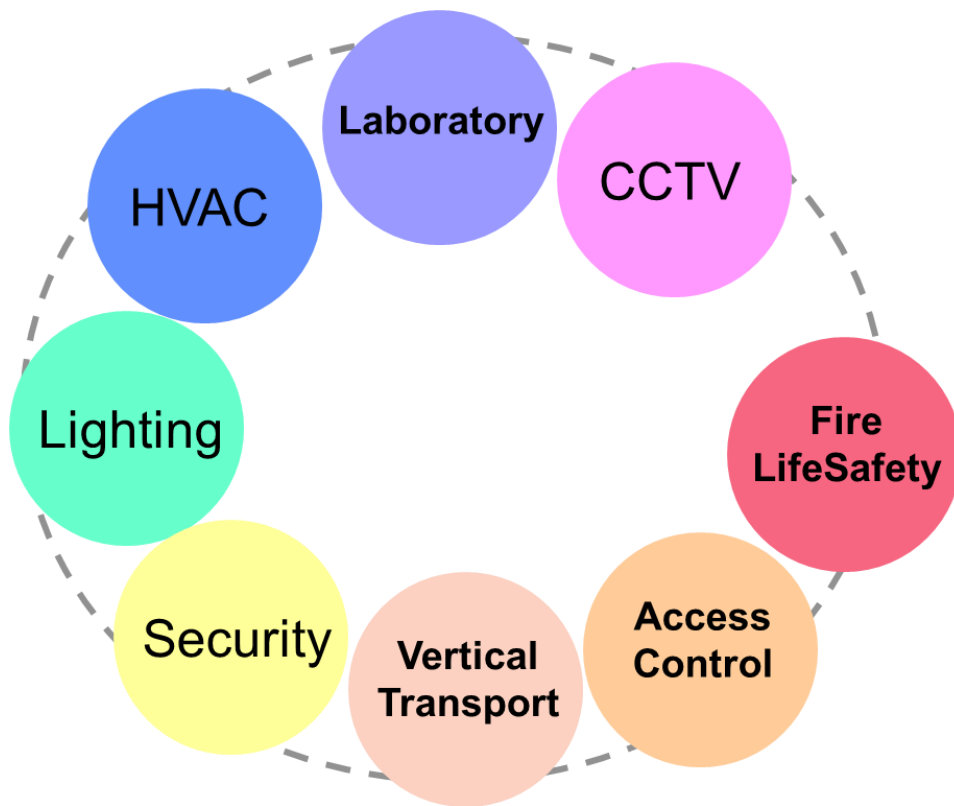 Laboratory
CCTV
HVAC
Lighting
Fire
LifeSafety
Security
Vertical
Transport
Access
Control